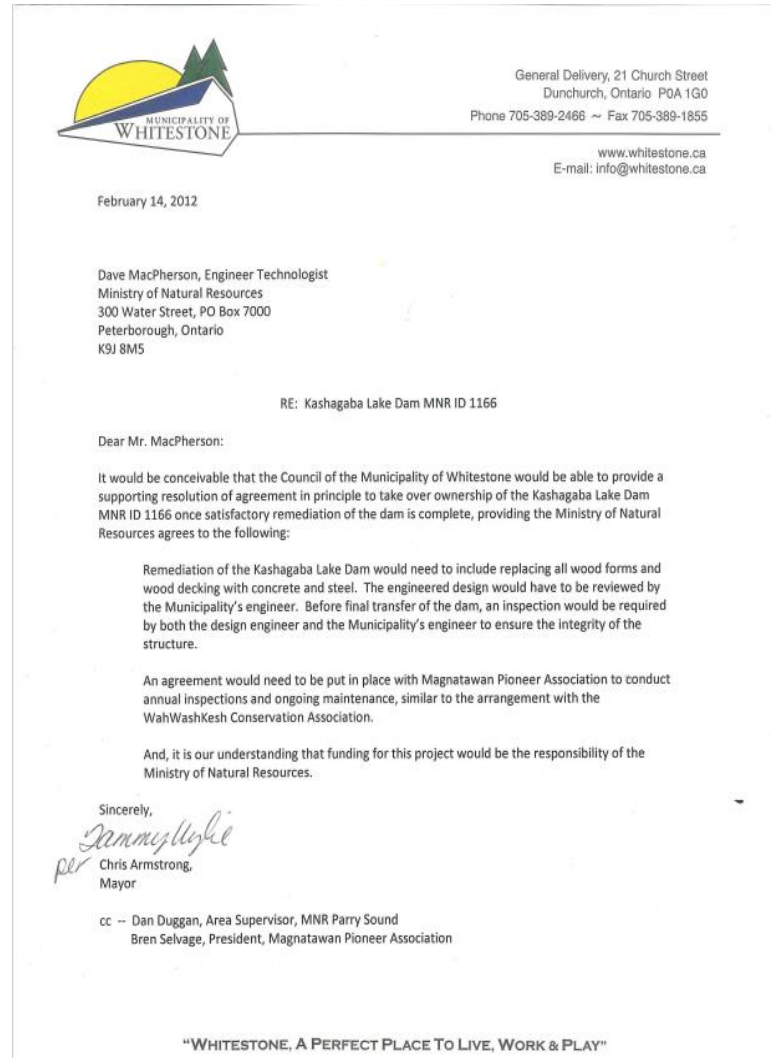 MUNICIPALITY OF
WHITESTONE
General Delivery, 21 Church Street
Dunchurch, Ontario P0A 1G0
Phone 705-389-2466 ~ Fax 705-389-1855
www.whitestone.ca
E-mail: info@whitestone.ca
February 14, 2012
Dave MacPherson, Engineer Technologist
Ministry of Natural Resources
300 Water Street, PO Box 7000
Peterborough, Ontario
K9J 8M5
RE: Kashagaba Lake Dam MNR ID 1166
Dear Mr. MacPherson:
It would be conceivable that the Council of the Municipality of Whitestone would be able to provide a
supporting resolution of agreement in principle to take over ownership of the Kashagaba Lake Dam
MNR ID 1166 once satisfactory remediation of the dam is complete, providing the Ministry of Natural
Resources agrees to the following:
Remediation of the Kashagaba Lake Dam would need to include replacing all wood forms and
wood decking with concrete and steel. The engineered design would have to be reviewed by
the Municipality's engineer. Before final transfer of the dam, an inspection would be required
by both the design engineer and the Municipality's engineer to ensure the integrity of the
structure.
An agreement would need to be put in place with Magnatawan Pioneer Association to conduct
annual inspections and ongoing maintenance, similar to the arrangement with the
WahWashKesh Conservation Association.
And, it is our understanding that funding for this project would be the responsibility of the
Ministry of Natural Resources.
Sincerely,
Tammy Wylie
per Chris Armstrong,
Mayor
cc -- Dan Duggan, Area Supervisor, MNR Parry Sound
Bren Selvage, President, Magnatawan Pioneer Association
"WHITESTONE, A PERFECT PLACE TO LIVE, WORK & PLAY"